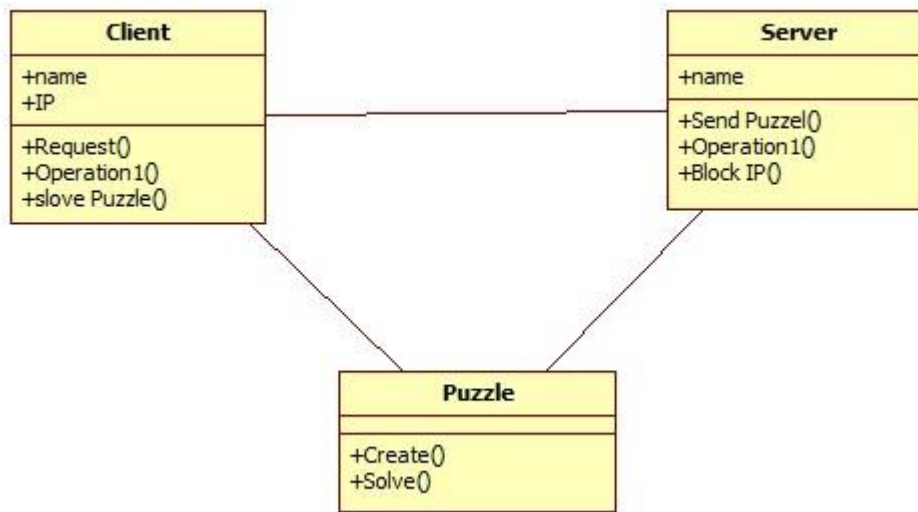 Client
+name
+IP
+Request()
+Operation1()
+slove Puzzle()
Server
+name
+Send Puzzel()
+Operation1()
+Block IP()
Puzzle
+Create()
+Solve()